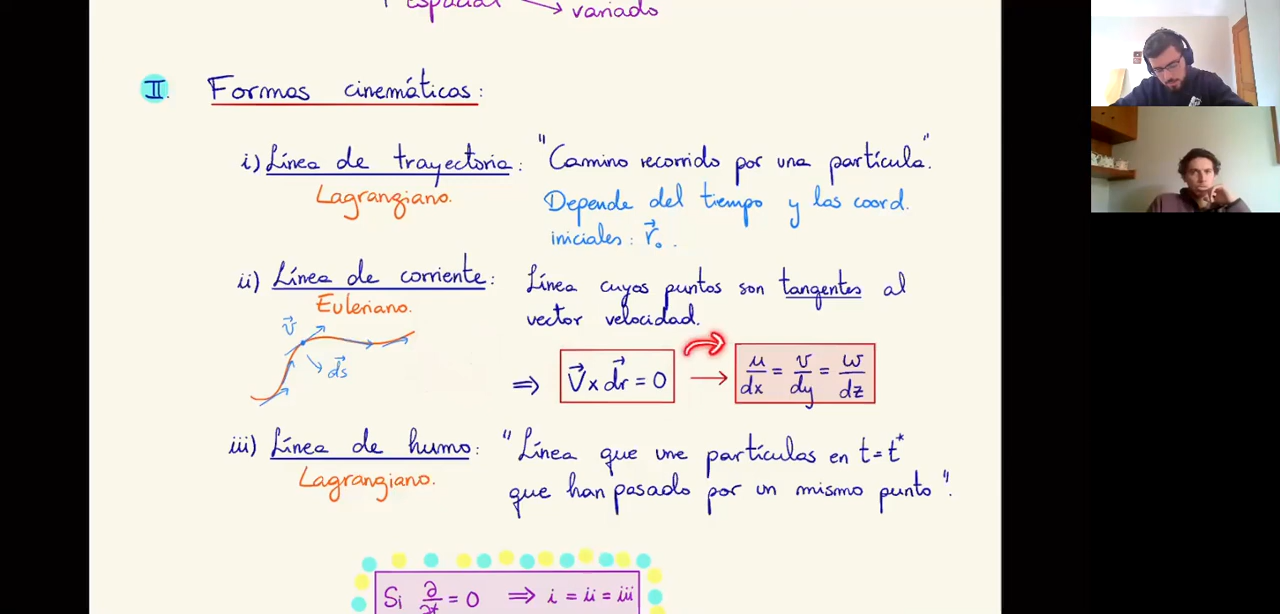 espacial → variado
II. Formas cinemáticas:
i) Línea de trayectoria: "Camino recorrido por una partícula".
Lagrangiano.
Depende del tiempo y las coord.
iniciales: r⃗₀.
ii) Línea de corriente: Línea cuyos puntos son tangentes al
Euleriano.
vector velocidad.
v⃗
ds⃗
⇒ V⃗ x dr⃗ = 0 → u/dx = v/dy = w/dz
iii) Línea de humo: "Línea que une partículas en t=t*
Lagrangiano.
que han pasado por un mismo punto".
Si ∂/∂t = 0 ⇒ i = ii = iii